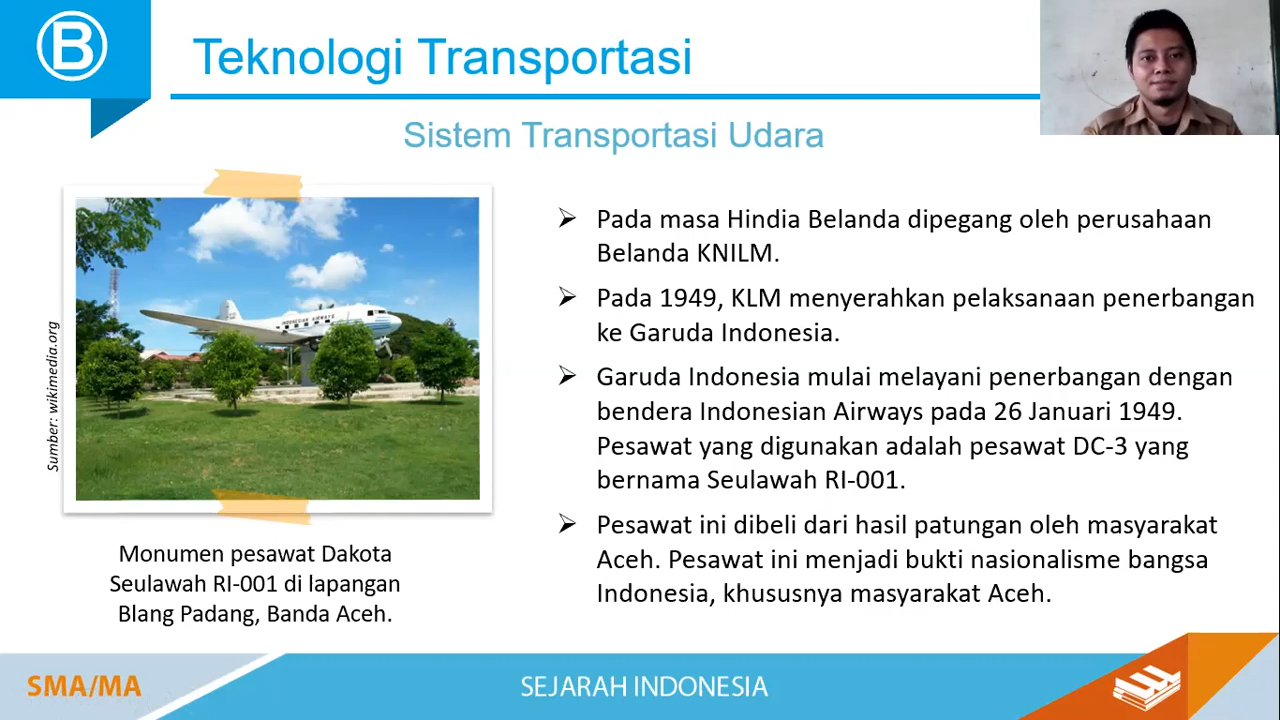 B
Teknologi Transportasi
Sistem Transportasi Udara
INDONESIAN AIRWAYS
Sumber: wikimedia.org
Monumen pesawat Dakota
Seulawah RI-001 di lapangan
Blang Padang, Banda Aceh.
➢ Pada masa Hindia Belanda dipegang oleh perusahaan
Belanda KNILM.
➢ Pada 1949, KLM menyerahkan pelaksanaan penerbangan
ke Garuda Indonesia.
➢ Garuda Indonesia mulai melayani penerbangan dengan
bendera Indonesian Airways pada 26 Januari 1949.
Pesawat yang digunakan adalah pesawat DC-3 yang
bernama Seulawah RI-001.
➢ Pesawat ini dibeli dari hasil patungan oleh masyarakat
Aceh. Pesawat ini menjadi bukti nasionalisme bangsa
Indonesia, khususnya masyarakat Aceh.
SMA/MA
SEJARAH INDONESIA